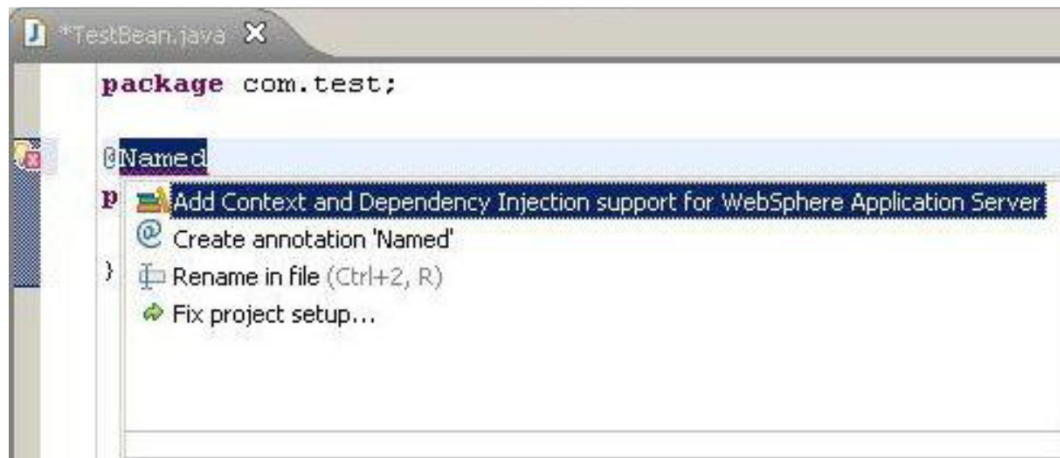 *TestBean.java
package com.test;
@Named
p
Add Context and Dependency Injection support for WebSphere Application Server
Create annotation 'Named'
}
Rename in file (Ctrl+2, R)
Fix project setup...